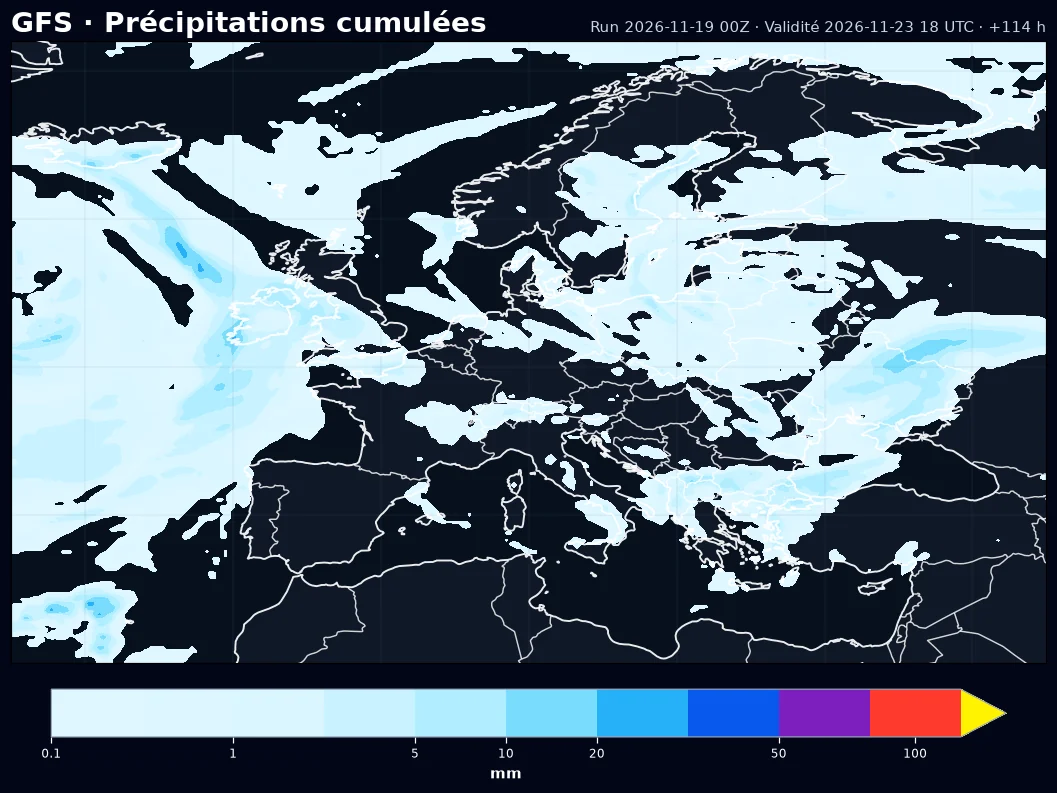 GFS · Précipitations cumulées
Run 2026-11-19 00Z · Validité 2026-11-23 18 UTC · +114 h
0.1 1 5 10 20 50 100
mm